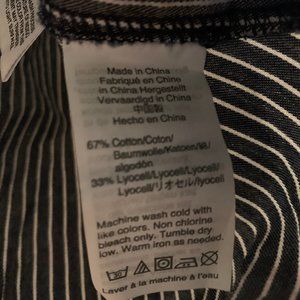 Made in China
Fabriqué en Chine
in China Hergestellt
Vervaardigd in China
中国製
Hecho en China
67% Cotton/Coton/
Baumwolle/Katoen/綿/
algodón
33% Lyocell/Lyocell/
Lyocell/リオセル/lyocell
Machine wash cold with
like colors. Non chlorine
bleach only. Tumble dry
low. Warm iron as needed.
Laver à la machine à l'eau